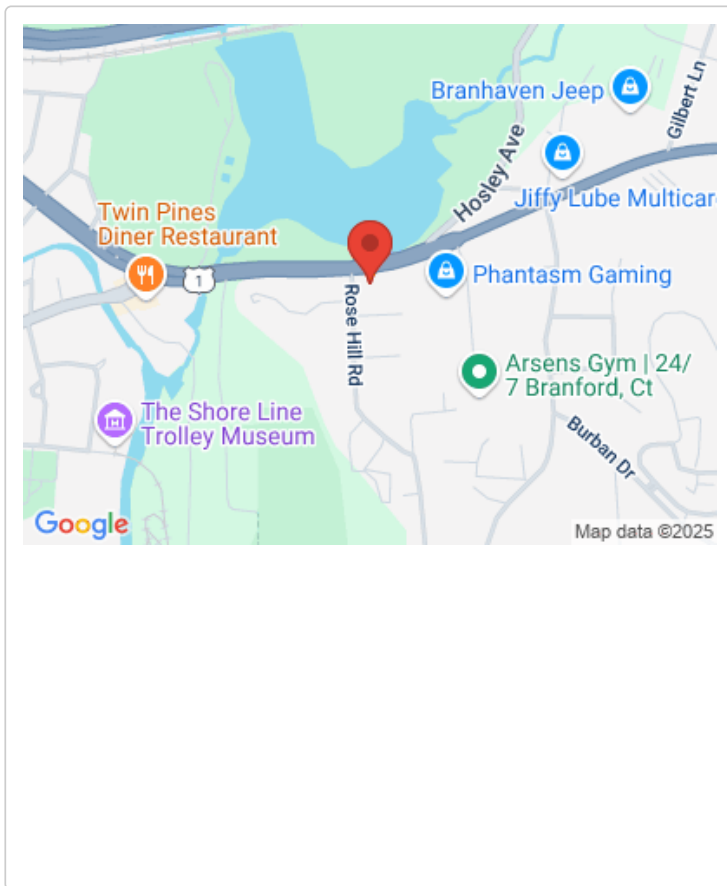 Branhaven Jeep
Gilbert Ln
Hosley Ave
Jiffy Lube Multicar
Twin Pines
Diner Restaurant
1
Phantasm Gaming
Rose Hill Rd
Arsens Gym | 24/
7 Branford, Ct
The Shore Line
Trolley Museum
Burban Dr
Google
Map data ©2025